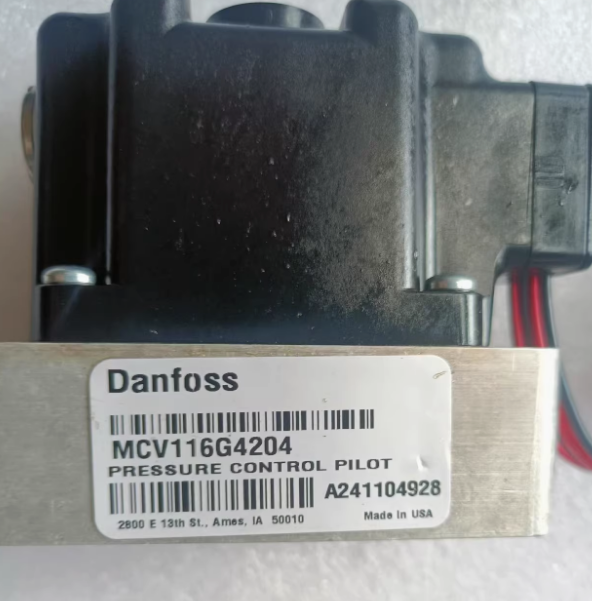 Danfoss
MCV116G4204
PRESSURE CONTROL PILOT
A241104928
2800 E 13th St., Ames, IA 50010
Made in USA